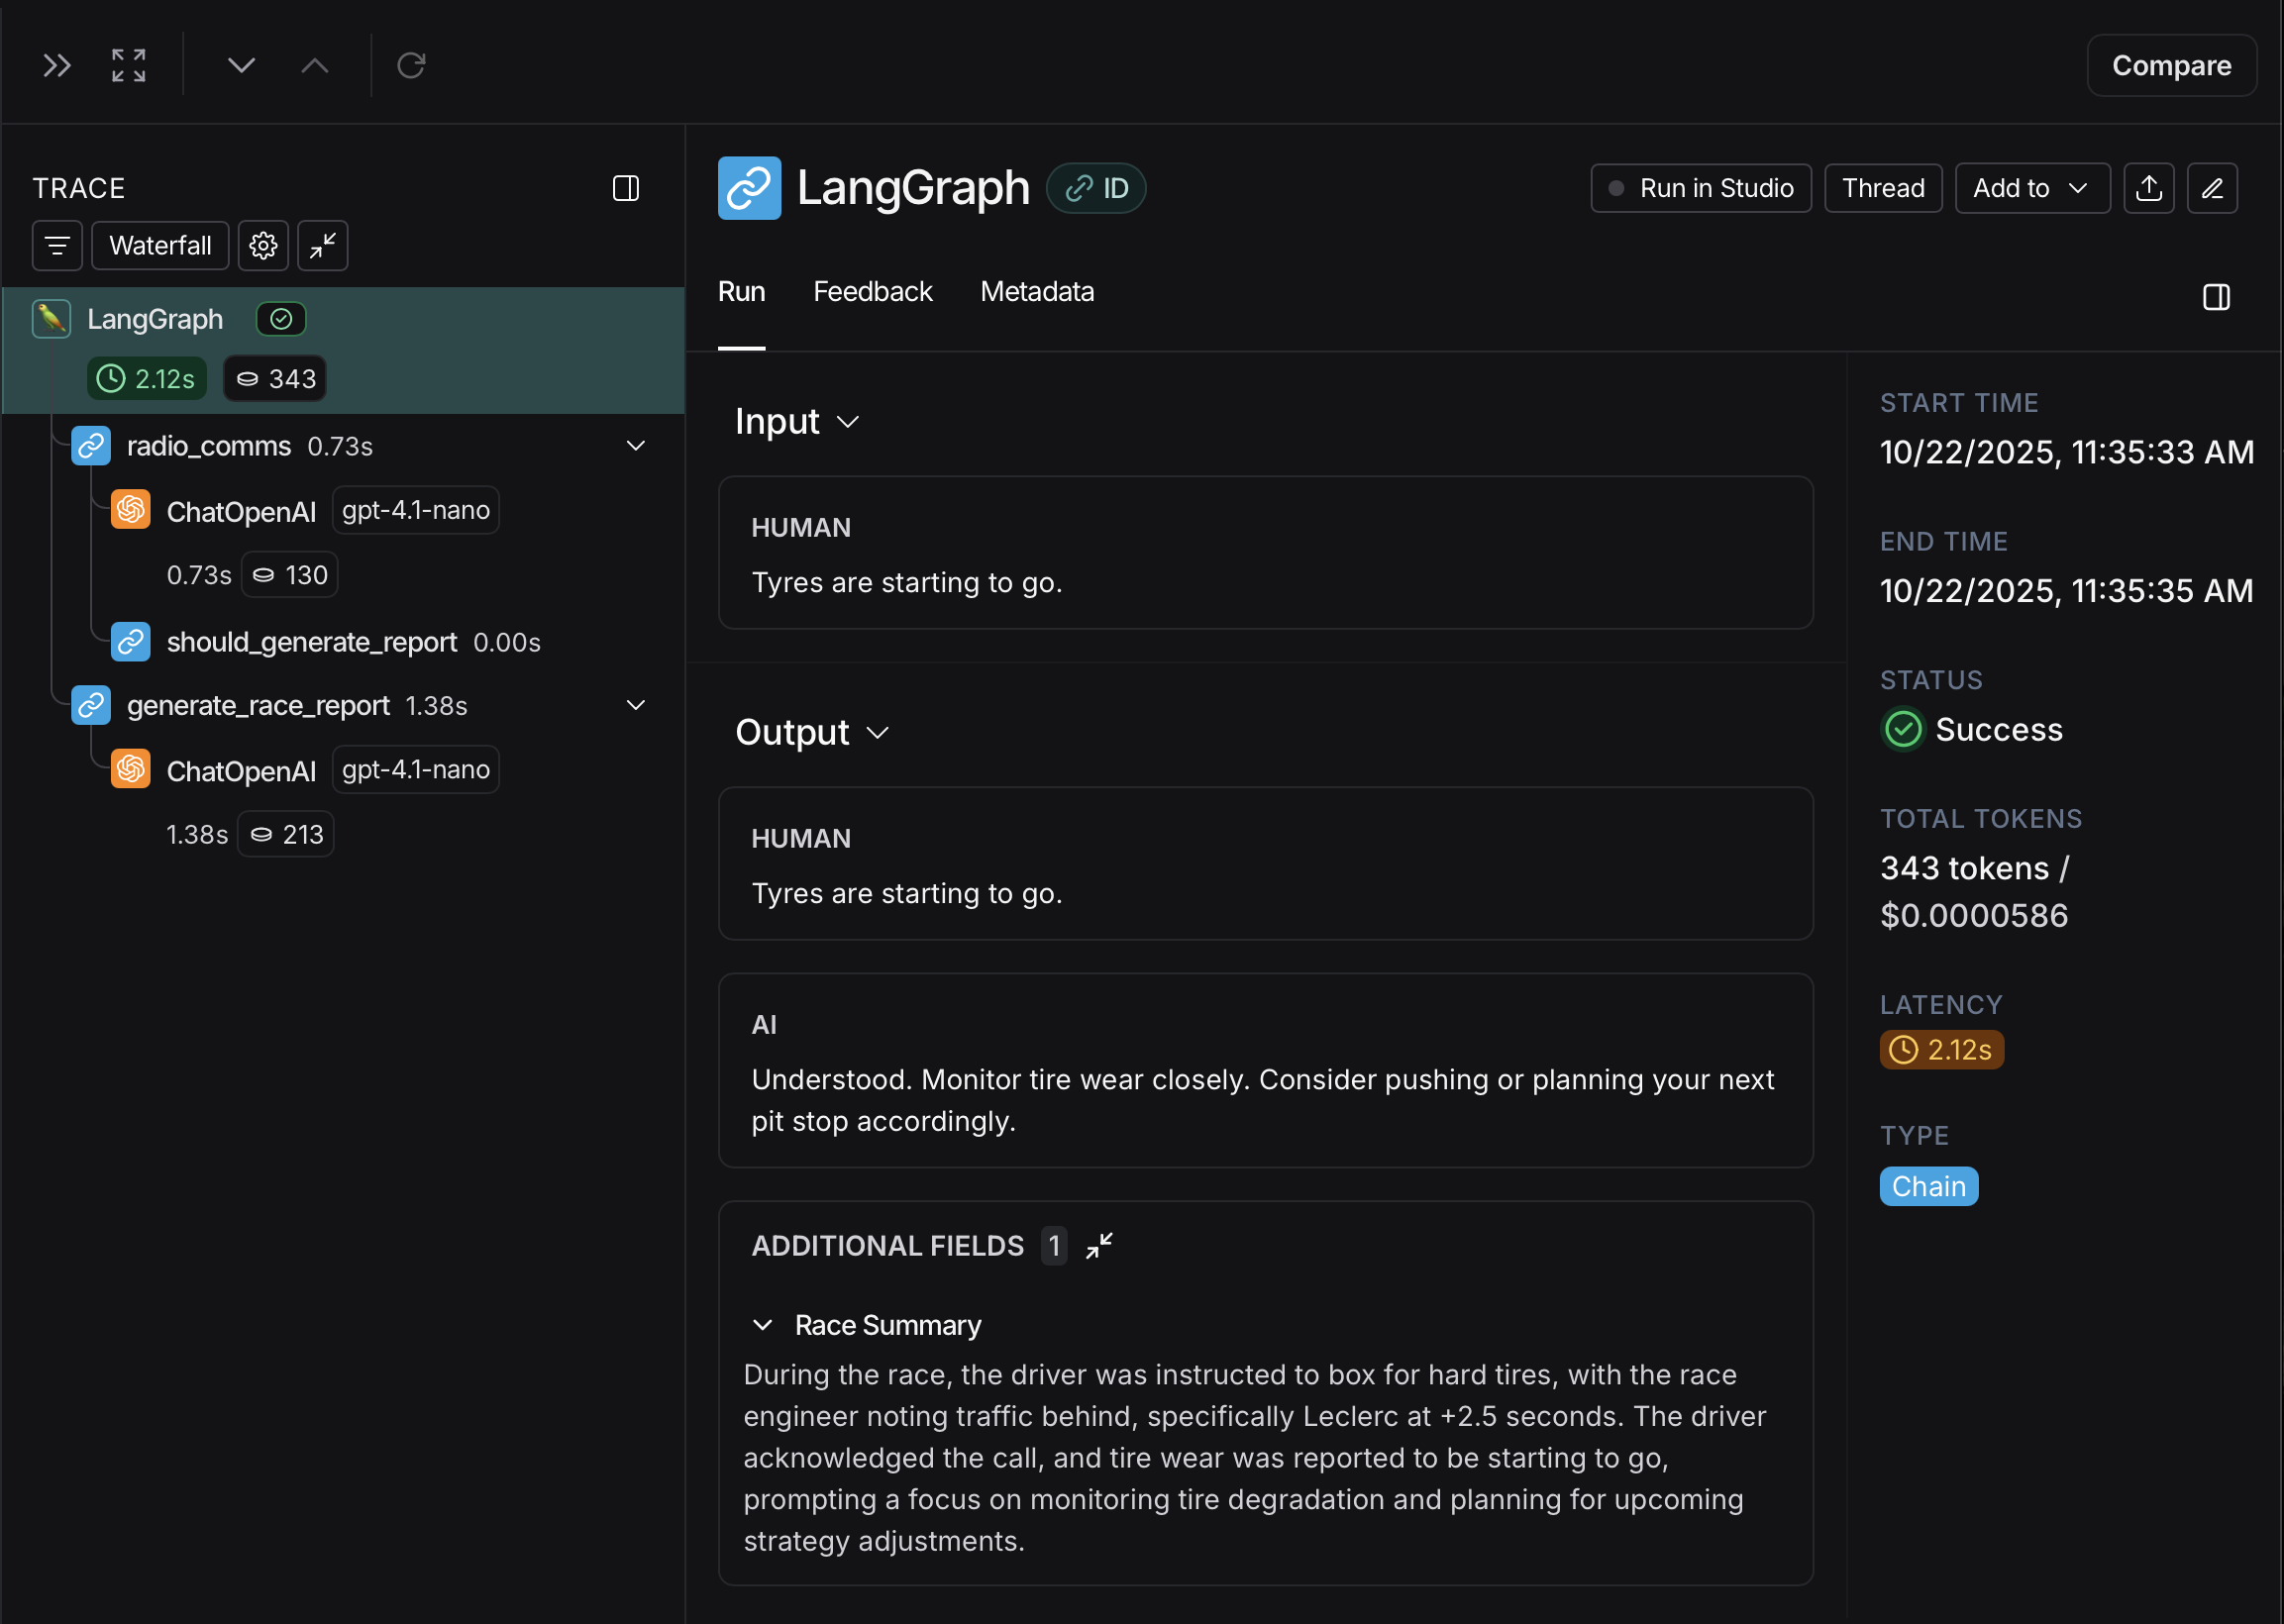 Compare
TRACE
Waterfall
LangGraph
2.12s 343
radio_comms 0.73s
ChatOpenAI gpt-4.1-nano
0.73s 130
should_generate_report 0.00s
generate_race_report 1.38s
ChatOpenAI gpt-4.1-nano
1.38s 213
LangGraph ID
Run in Studio Thread Add to
Run Feedback Metadata
Input
HUMAN
Tyres are starting to go.
Output
HUMAN
Tyres are starting to go.
AI
Understood. Monitor tire wear closely. Consider pushing or planning your next
pit stop accordingly.
ADDITIONAL FIELDS 1
Race Summary
During the race, the driver was instructed to box for hard tires, with the race
engineer noting traffic behind, specifically Leclerc at +2.5 seconds. The driver
acknowledged the call, and tire wear was reported to be starting to go,
prompting a focus on monitoring tire degradation and planning for upcoming
strategy adjustments.
START TIME
10/22/2025, 11:35:33 AM
END TIME
10/22/2025, 11:35:35 AM
STATUS
Success
TOTAL TOKENS
343 tokens /
$0.0000586
LATENCY
2.12s
TYPE
Chain